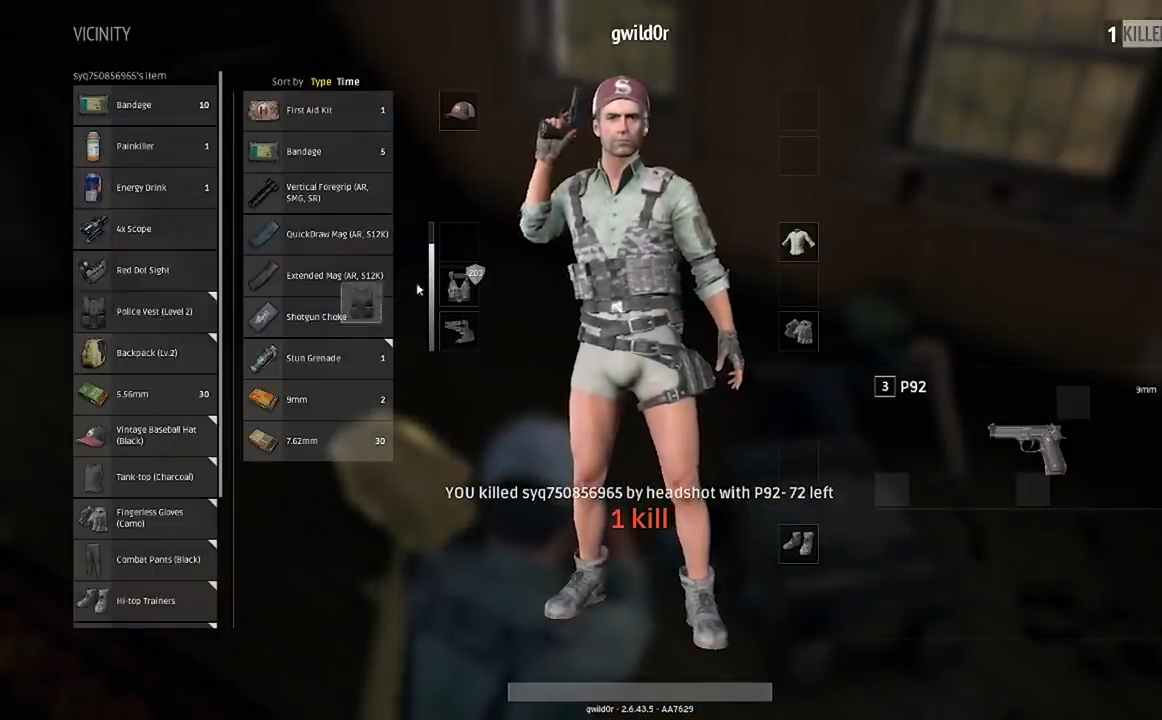 VICINITY
gwild0r
1 KILLED
syq750856965's item
Sort by Type Time
Bandage 10
Painkiller 1
Energy Drink 1
4x Scope
Red Dot Sight
Police Vest (Level 2)
Backpack (Lv.2)
5.56mm 30
Vintage Baseball Hat
(Black)
Tank-top (Charcoal)
Fingerless Gloves
(Camo)
Combat Pants (Black)
Hi-top Trainers
First Aid Kit 1
Bandage 5
Vertical Foregrip (AR,
SMG, SR)
QuickDraw Mag (AR, S12K)
Extended Mag (AR, S12K)
Shotgun Choke
Stun Grenade 1
9mm 2
7.62mm 30
S
200
3 P92
9mm
YOU killed syq750856965 by headshot with P92- 72 left
1 kill
gwild0r - 2.6.43.5 - AA7629